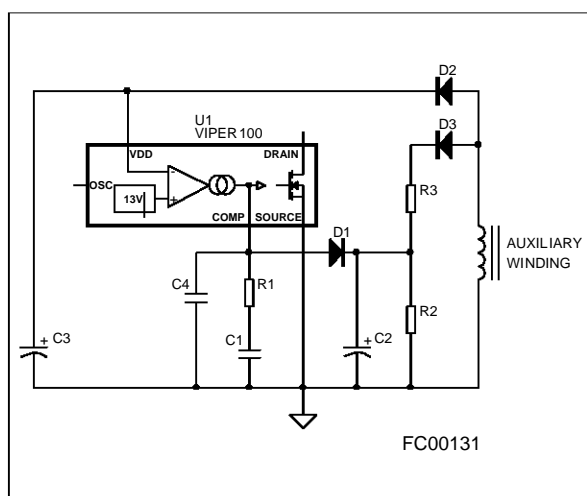 D2
U1
VIPER100
D3
VDD
DRAIN
-
OSC
13V
+
R3
COMP SOURCE
D1
AUXILIARY
WINDING
C4
R1
R2
C3
+
C1
+
C2
FC00131